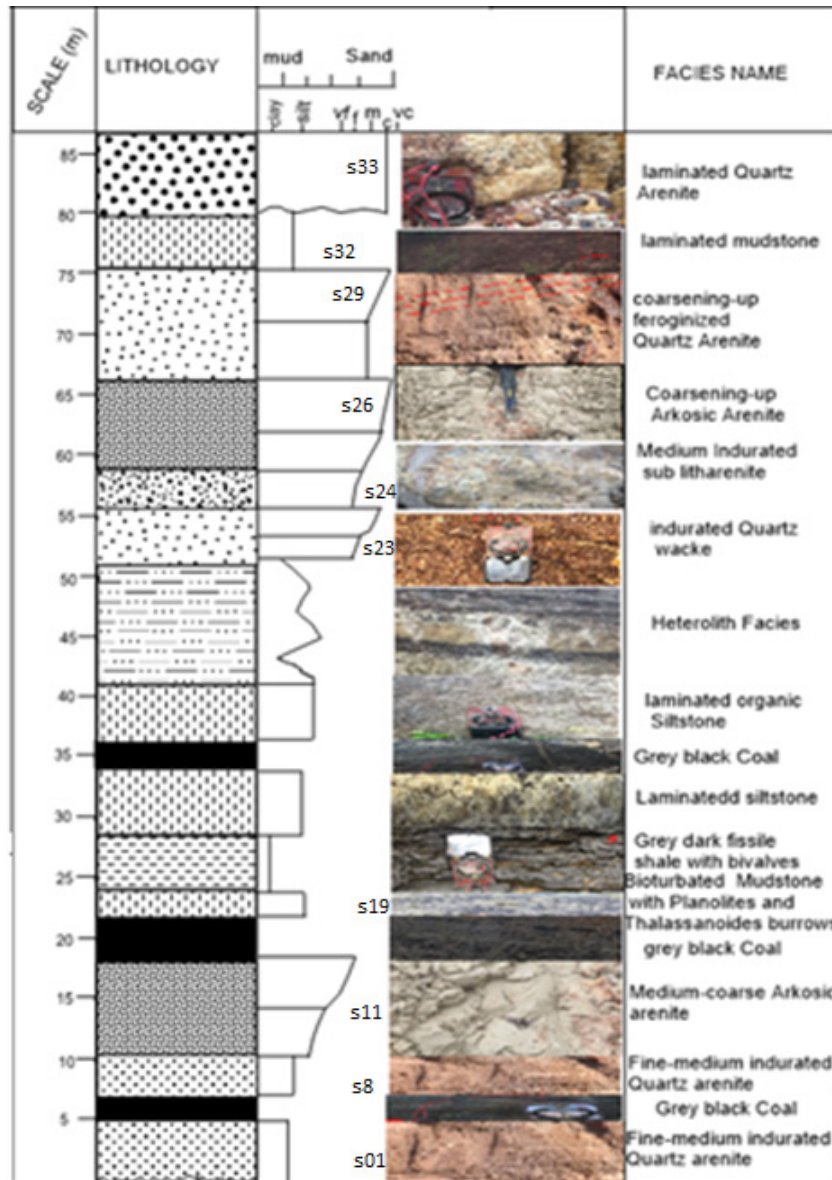 SCALE (m)
LITHOLOGY
mud Sand
clay silt vf f m c vc
FACIES NAME
85
s33
laminated Quartz
Arenite
80
laminated mudstone
s32
75
s29
coarsening-up
feroginized
Quartz Arenite
70
65
s26
Coarsening-up
Arkosic Arenite
60
Medium Indurated
sub litharenite
s24
55
indurated Quartz
wacke
s23
50
Heterolith Facies
45
40
laminated organic
Siltstone
35
Grey black Coal
Laminatedd siltstone
30
Grey dark fissile
shale with bivalves
25
Bioturbated Mudstone
with Planolites and
s19
Thalassanoides burrows
20
grey black Coal
15
s11
Medium-coarse Arkosic
arenite
10
Fine-medium indurated
Quartz arenite
s8
Grey black Coal
5
Fine-medium indurated
Quartz arenite
s01